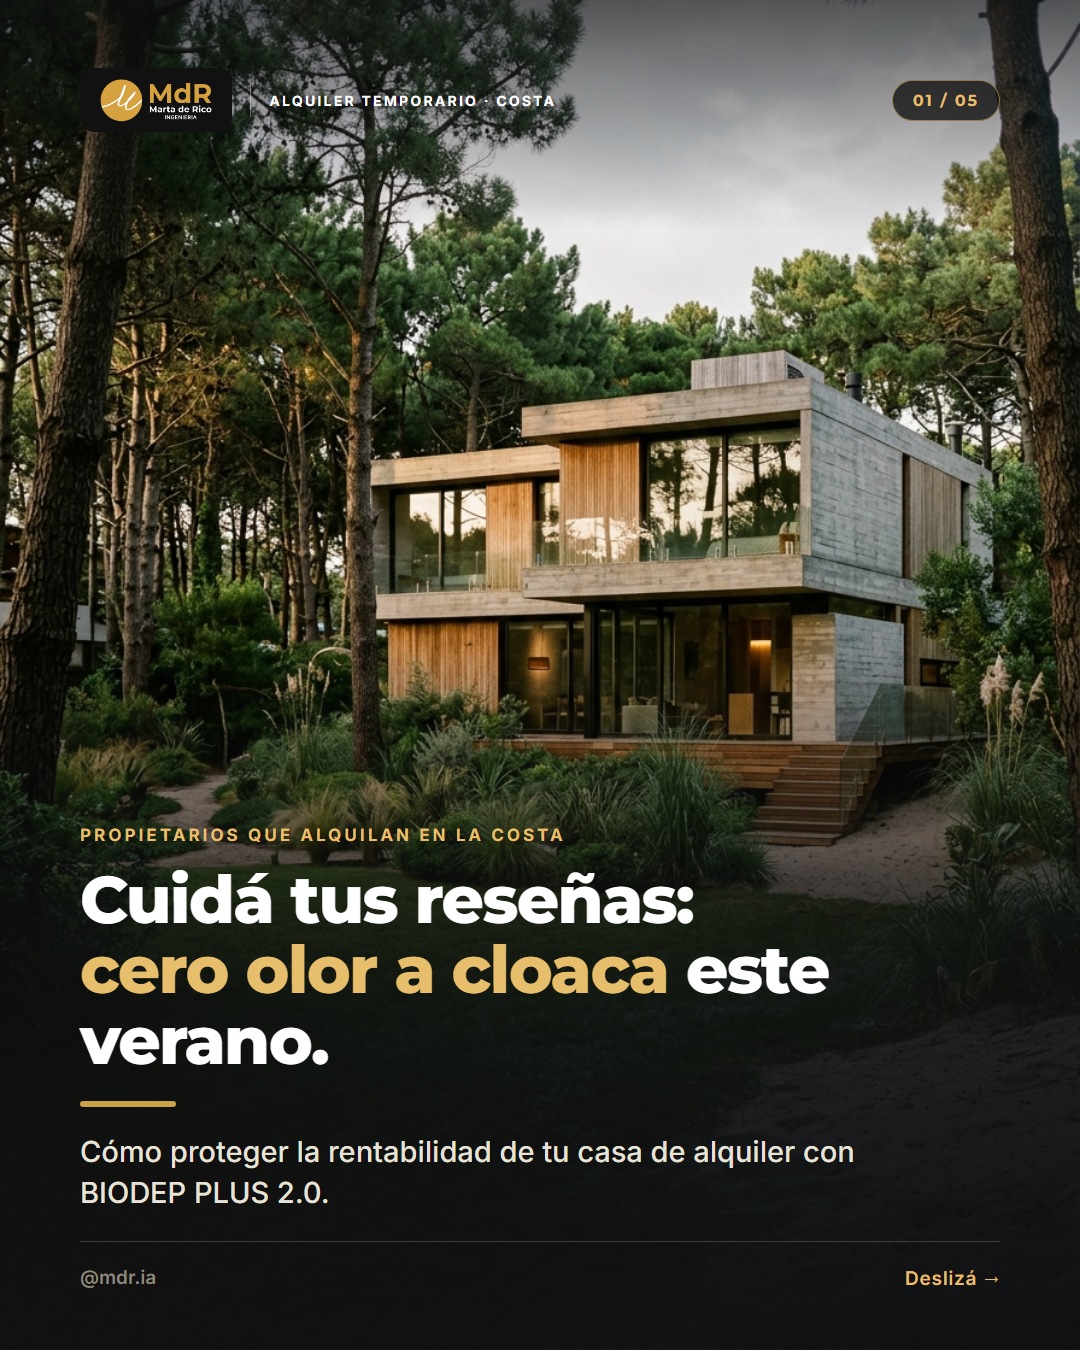 MdR
Marta de Rico
INGENIERIA
ALQUILER TEMPORARIO · COSTA
01 / 05
PROPIETARIOS QUE ALQUILAN EN LA COSTA
Cuidá tus reseñas:
cero olor a cloaca este
verano.
Cómo proteger la rentabilidad de tu casa de alquiler con
BIODEP PLUS 2.0.
@mdr.ia
Deslizá →